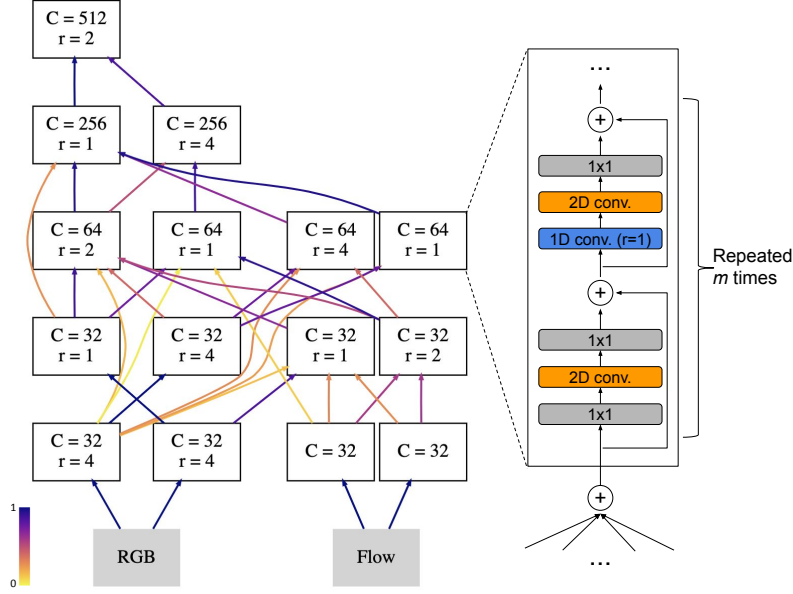 C = 512
r = 2
C = 256
r = 1
C = 256
r = 4
C = 64
r = 2
C = 64
r = 1
C = 64
r = 4
C = 64
r = 1
C = 32
r = 1
C = 32
r = 4
C = 32
r = 1
C = 32
r = 2
C = 32
r = 4
C = 32
r = 4
C = 32
C = 32
RGB
Flow
1
0
...
+
1x1
2D conv.
1D conv. (r=1)
+
1x1
2D conv.
1x1
+
...
Repeated
m times